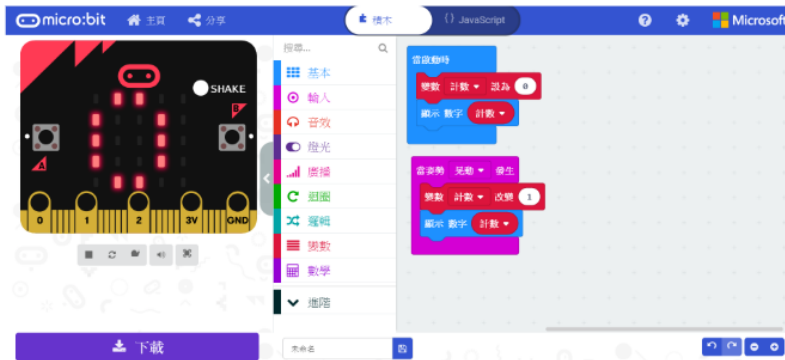 micro:bit
主頁
分享
積木
{} JavaScript
?
Microsoft
SHAKE
B
A
0
1
2
3V
GND
下載
搜尋...
基本
輸入
音效
燈光
廣播
迴圈
邏輯
變數
數學
進階
未命名
當啟動時
變數 計數 設為 0
顯示 數字 計數
當姿勢 晃動 發生
變數 計數 改變 1
顯示 數字 計數